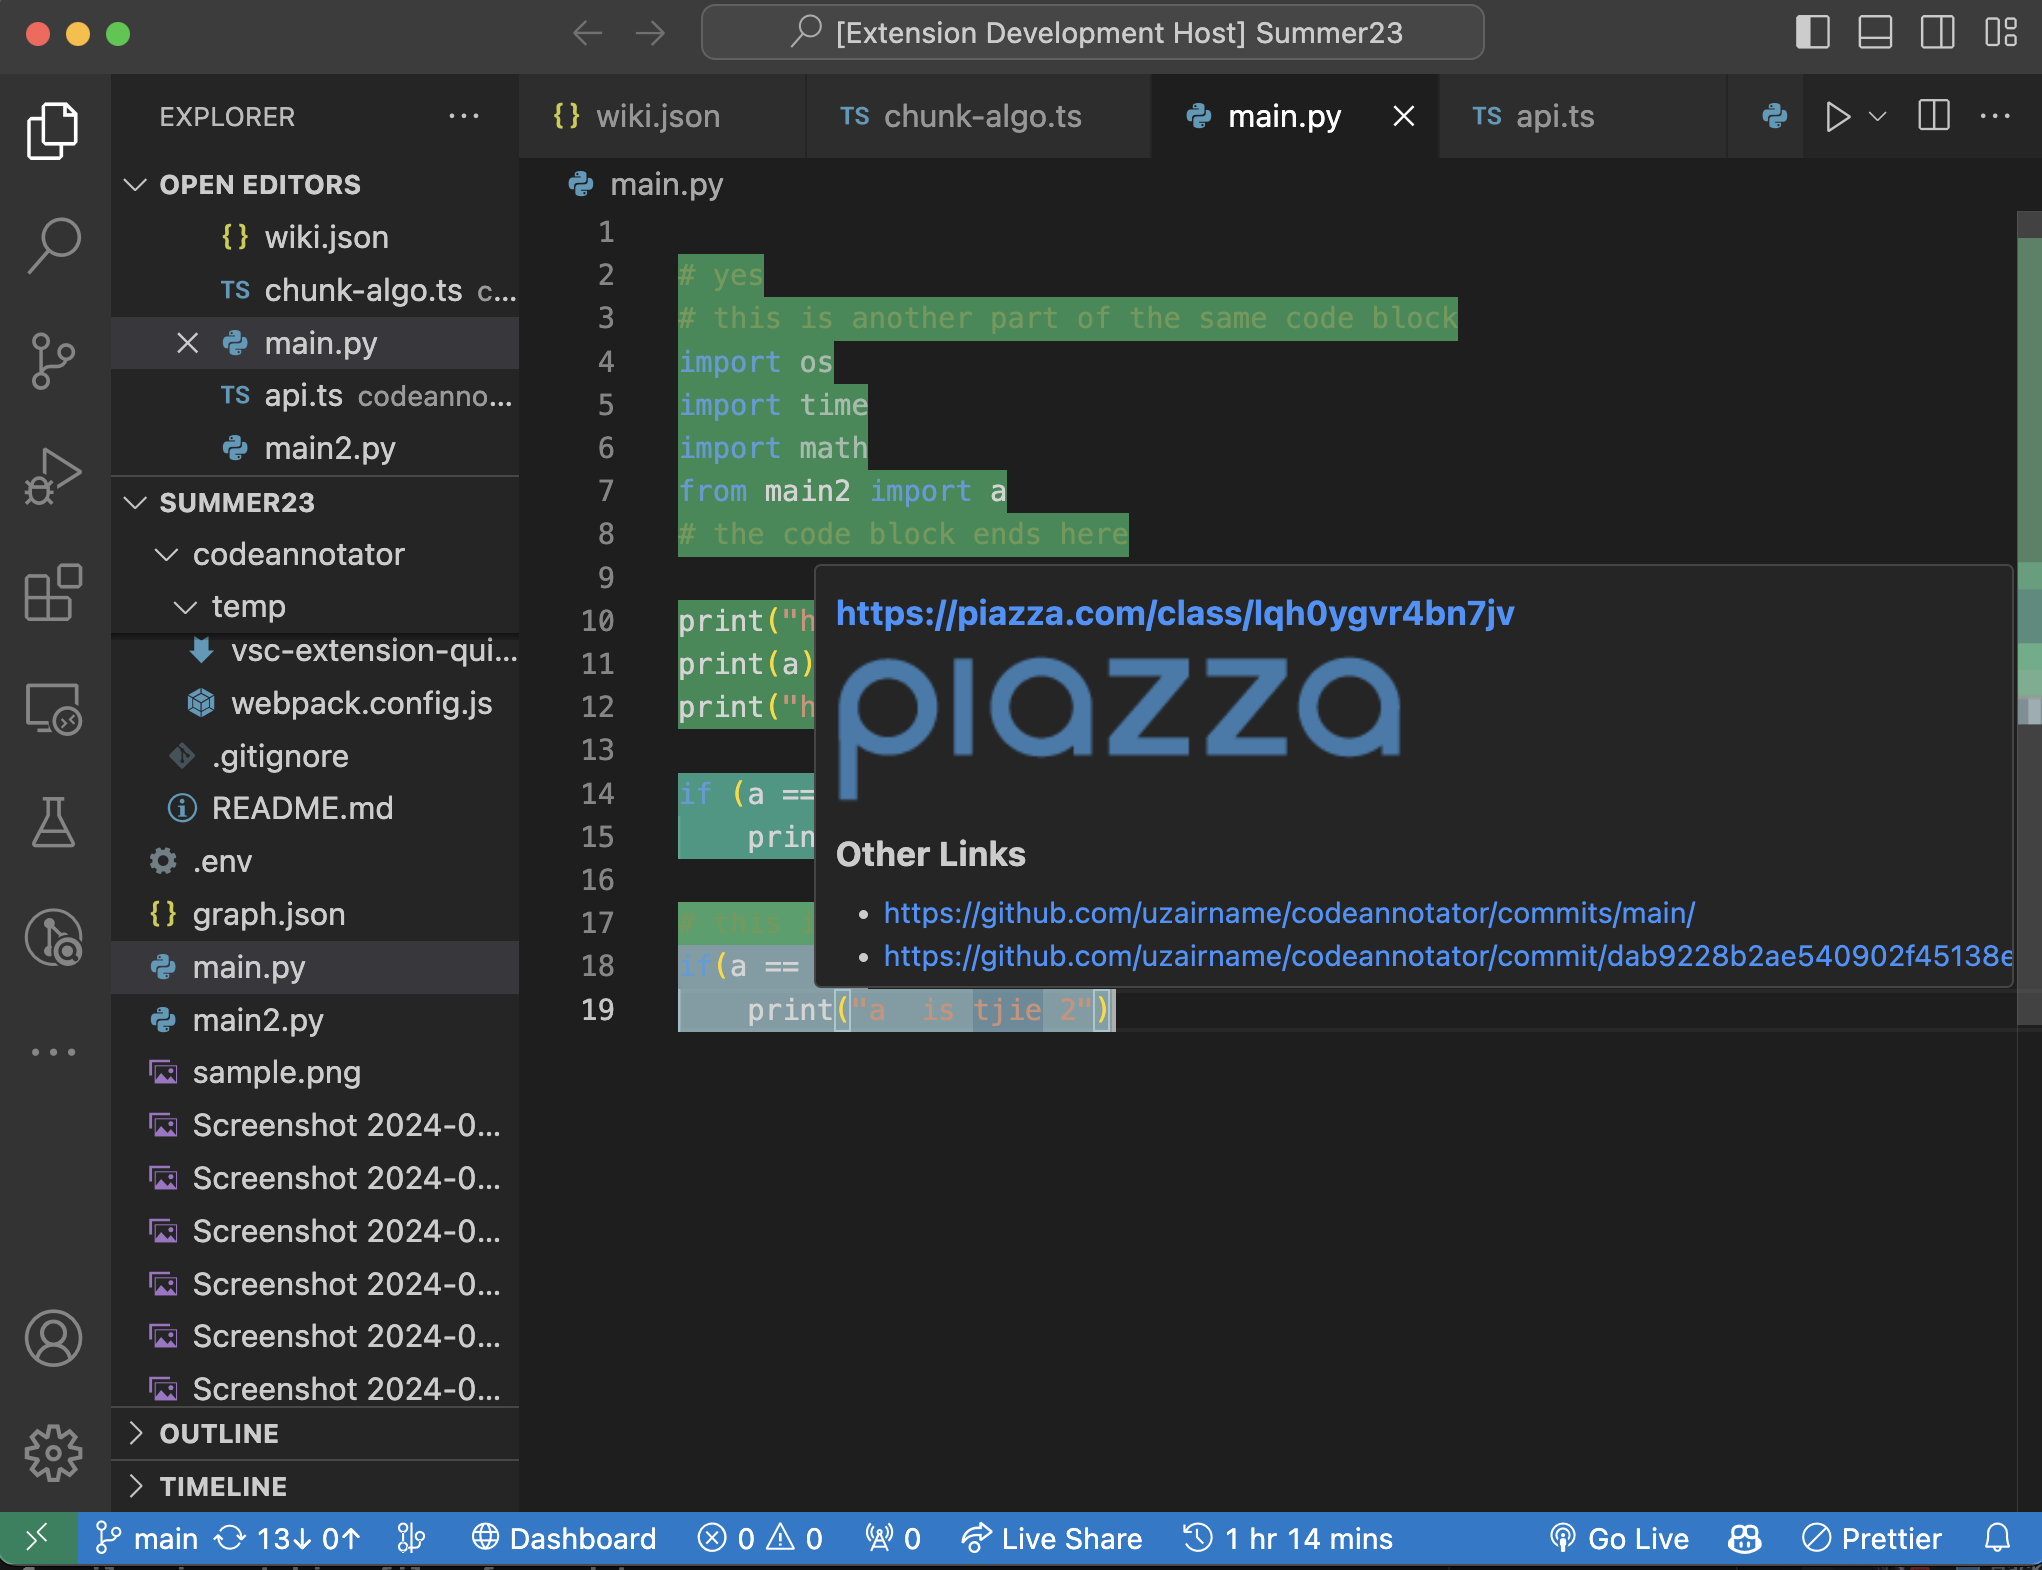 [Extension Development Host] Summer23
EXPLORER
OPEN EDITORS
{} wiki.json
TS chunk-algo.ts c...
main.py
TS api.ts codeanno...
main2.py
SUMMER23
codeannotator
temp
vsc-extension-qui...
webpack.config.js
.gitignore
README.md
.env
{} graph.json
main.py
main2.py
sample.png
Screenshot 2024-0...
Screenshot 2024-0...
Screenshot 2024-0...
Screenshot 2024-0...
Screenshot 2024-0...
Screenshot 2024-0...
OUTLINE
TIMELINE
{} wiki.json
TS chunk-algo.ts
main.py
TS api.ts
main.py
1
2 # yes
3 # this is another part of the same code block
4 import os
5 import time
6 import math
7 from main2 import a
8 # the code block ends here
9
10 print("h
11 print(a)
12 print("h
13
14 if (a ==
15 prin
16
17 # this i
18 if(a ==
19 print("a  is tjie 2")
https://piazza.com/class/lqh0ygvr4bn7jv
piazza
Other Links
• https://github.com/uzairname/codeannotator/commits/main/
• https://github.com/uzairname/codeannotator/commit/dab9228b2ae540902f45138e
main 13↓ 0↑ Dashboard 0 0 0 Live Share 1 hr 14 mins Go Live Prettier